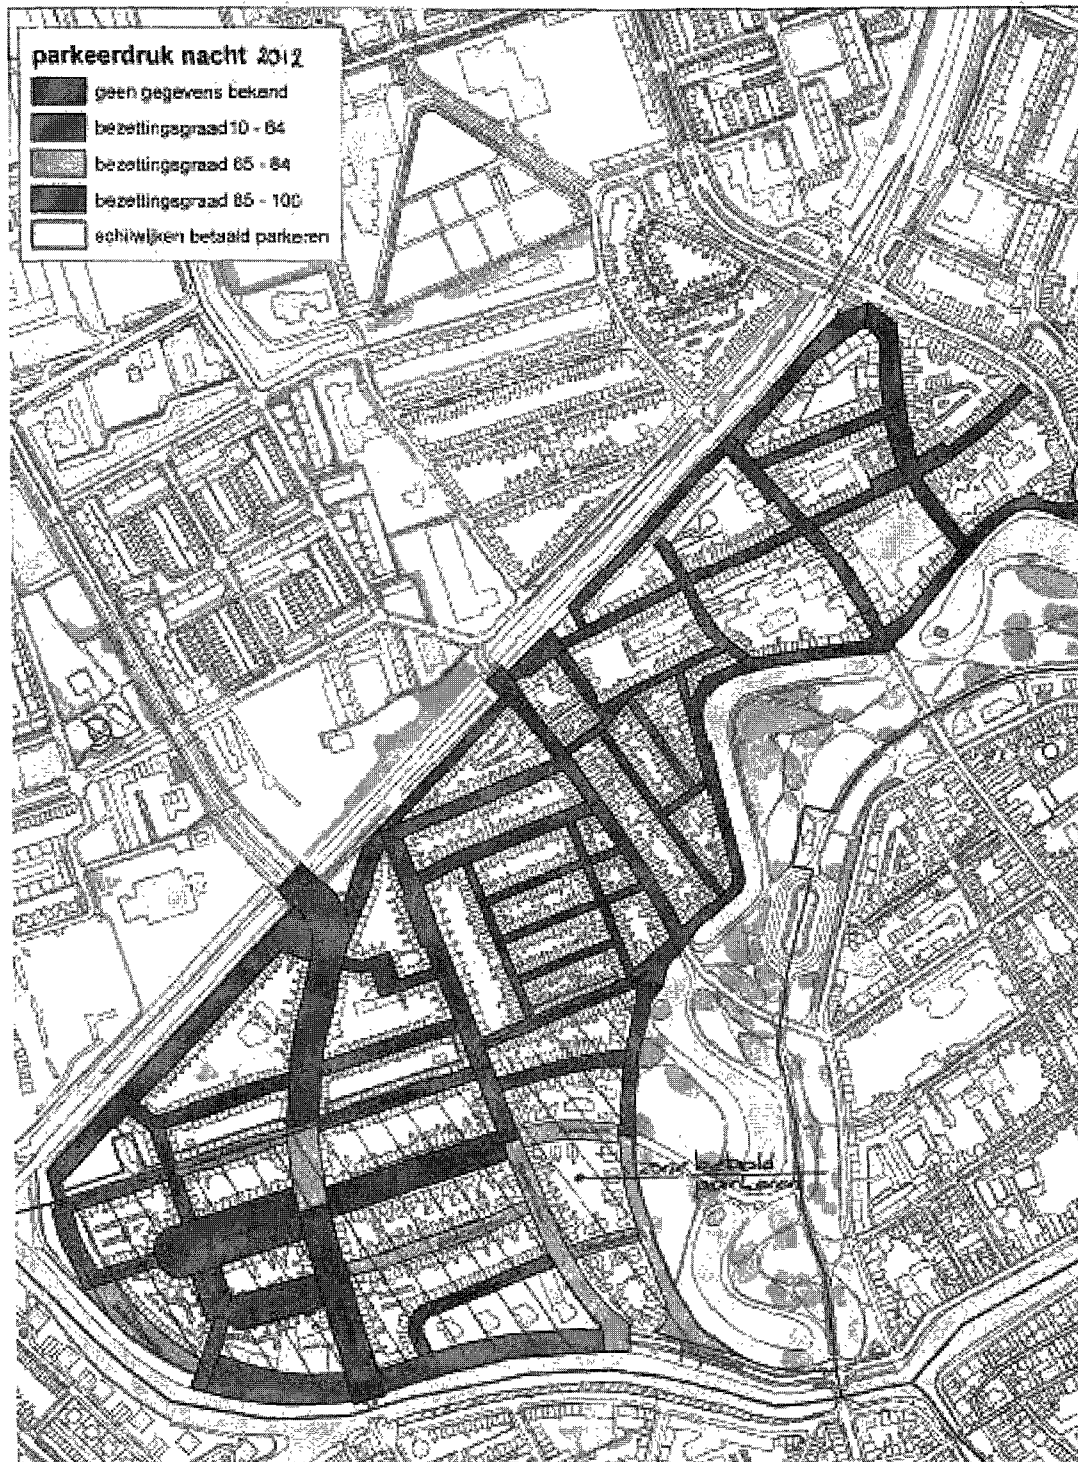 parkeerdruk nacht 2012
geen gegevens bekend
bezettingsgraad 10 - 64
bezettingsgraad 65 - 84
bezettingsgraad 85 - 100
schilwijken betaald parkeren
betaald
parkeren